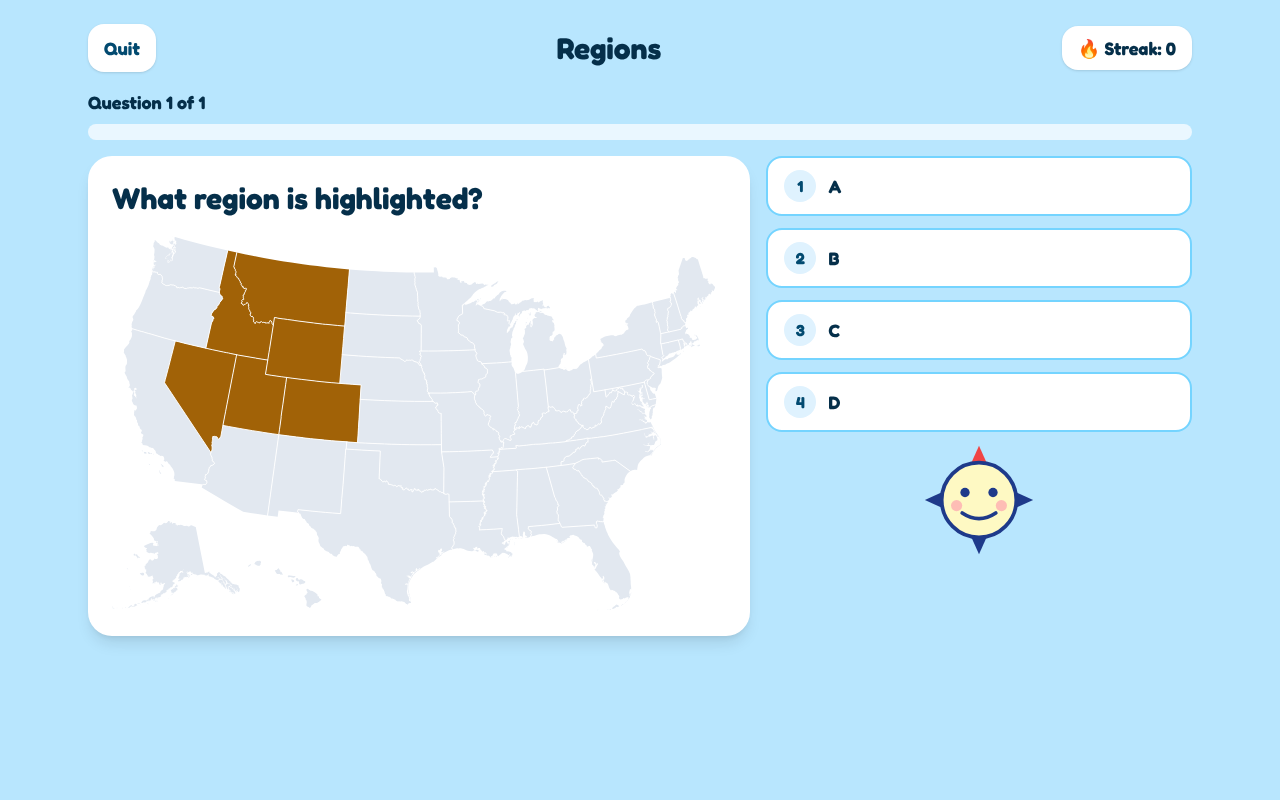 Quit
Regions
🔥 Streak: 0
Question 1 of 1
What region is highlighted?
1 A
2 B
3 C
4 D